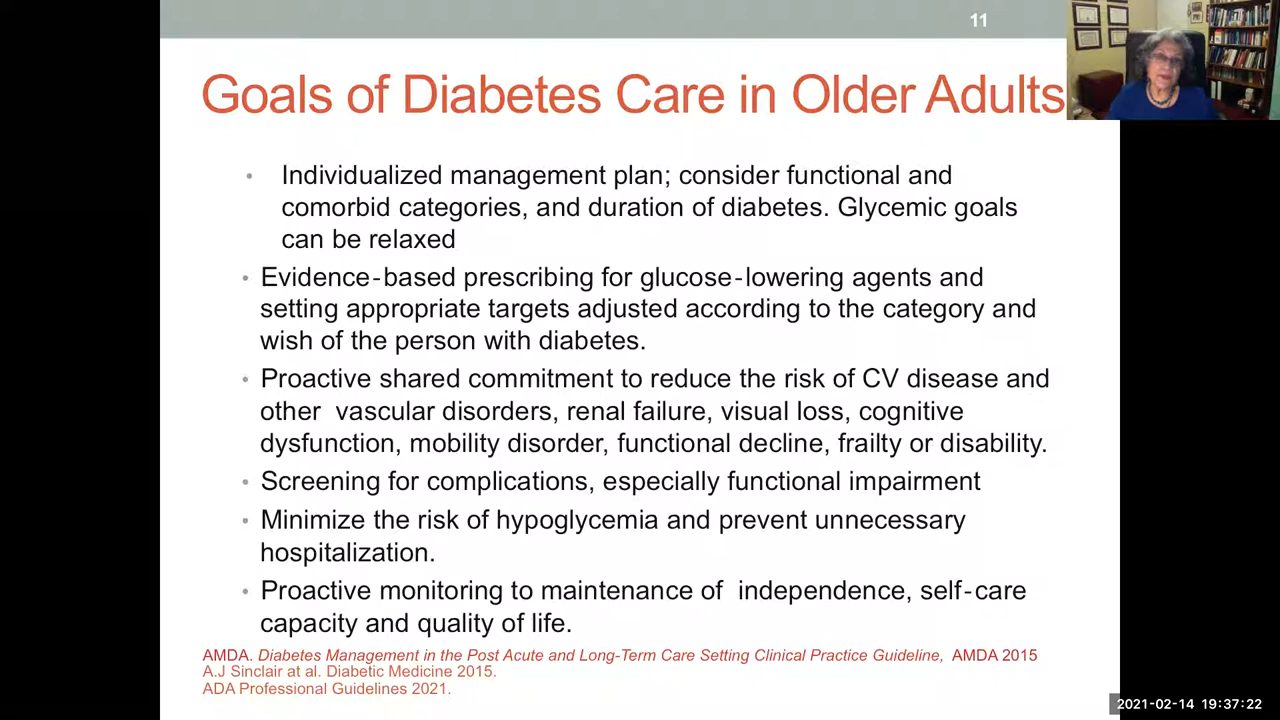 11
Goals of Diabetes Care in Older Adults
• Individualized management plan; consider functional and
comorbid categories, and duration of diabetes. Glycemic goals
can be relaxed
• Evidence-based prescribing for glucose-lowering agents and
setting appropriate targets adjusted according to the category and
wish of the person with diabetes.
• Proactive shared commitment to reduce the risk of CV disease and
other vascular disorders, renal failure, visual loss, cognitive
dysfunction, mobility disorder, functional decline, frailty or disability.
• Screening for complications, especially functional impairment
• Minimize the risk of hypoglycemia and prevent unnecessary
hospitalization.
• Proactive monitoring to maintenance of independence, self-care
capacity and quality of life.
AMDA. Diabetes Management in the Post Acute and Long-Term Care Setting Clinical Practice Guideline, AMDA 2015
A.J Sinclair at al. Diabetic Medicine 2015.
ADA Professional Guidelines 2021.
2021-02-14 19:37:22